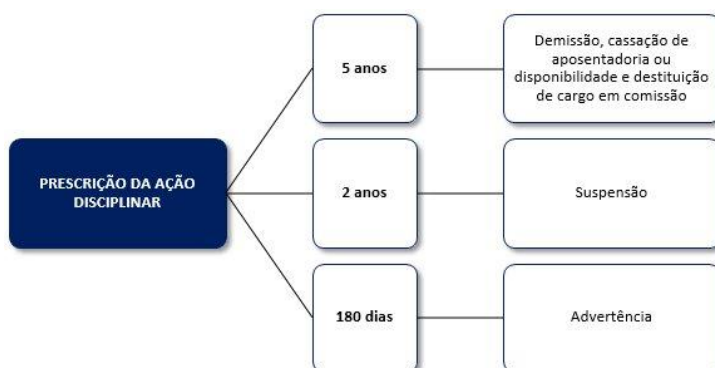 PRESCRIÇÃO DA AÇÃO
DISCIPLINAR
5 anos
Demissão, cassação de
aposentadoria ou
disponibilidade e destituição
de cargo em comissão
2 anos
Suspensão
180 dias
Advertência